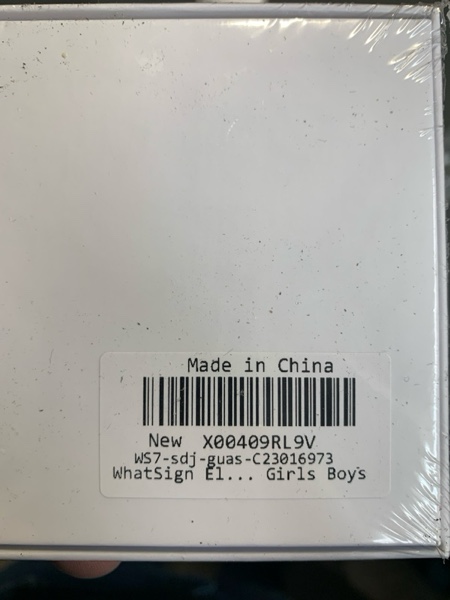 Made in China
New X00409RL9V
WS7-sdj-guas-C23016973
WhatSign El... Girls Boys